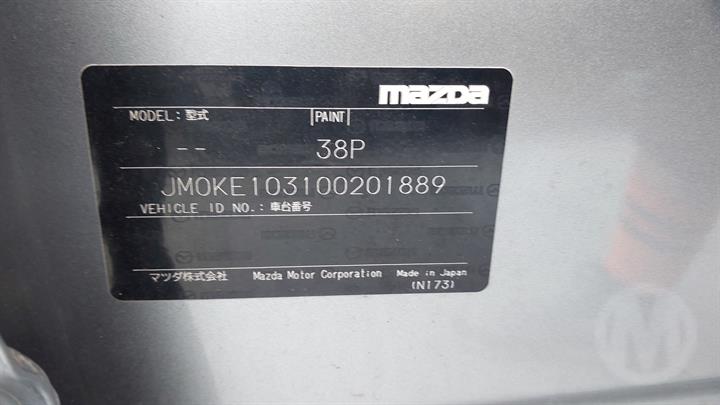 mazda
MODEL：型式 PAINT
-- 38P
JM0KE103100201889
VEHICLE ID NO.：車台番号
マツダ株式会社 Mazda Motor Corporation Made in Japan
(N173)
M